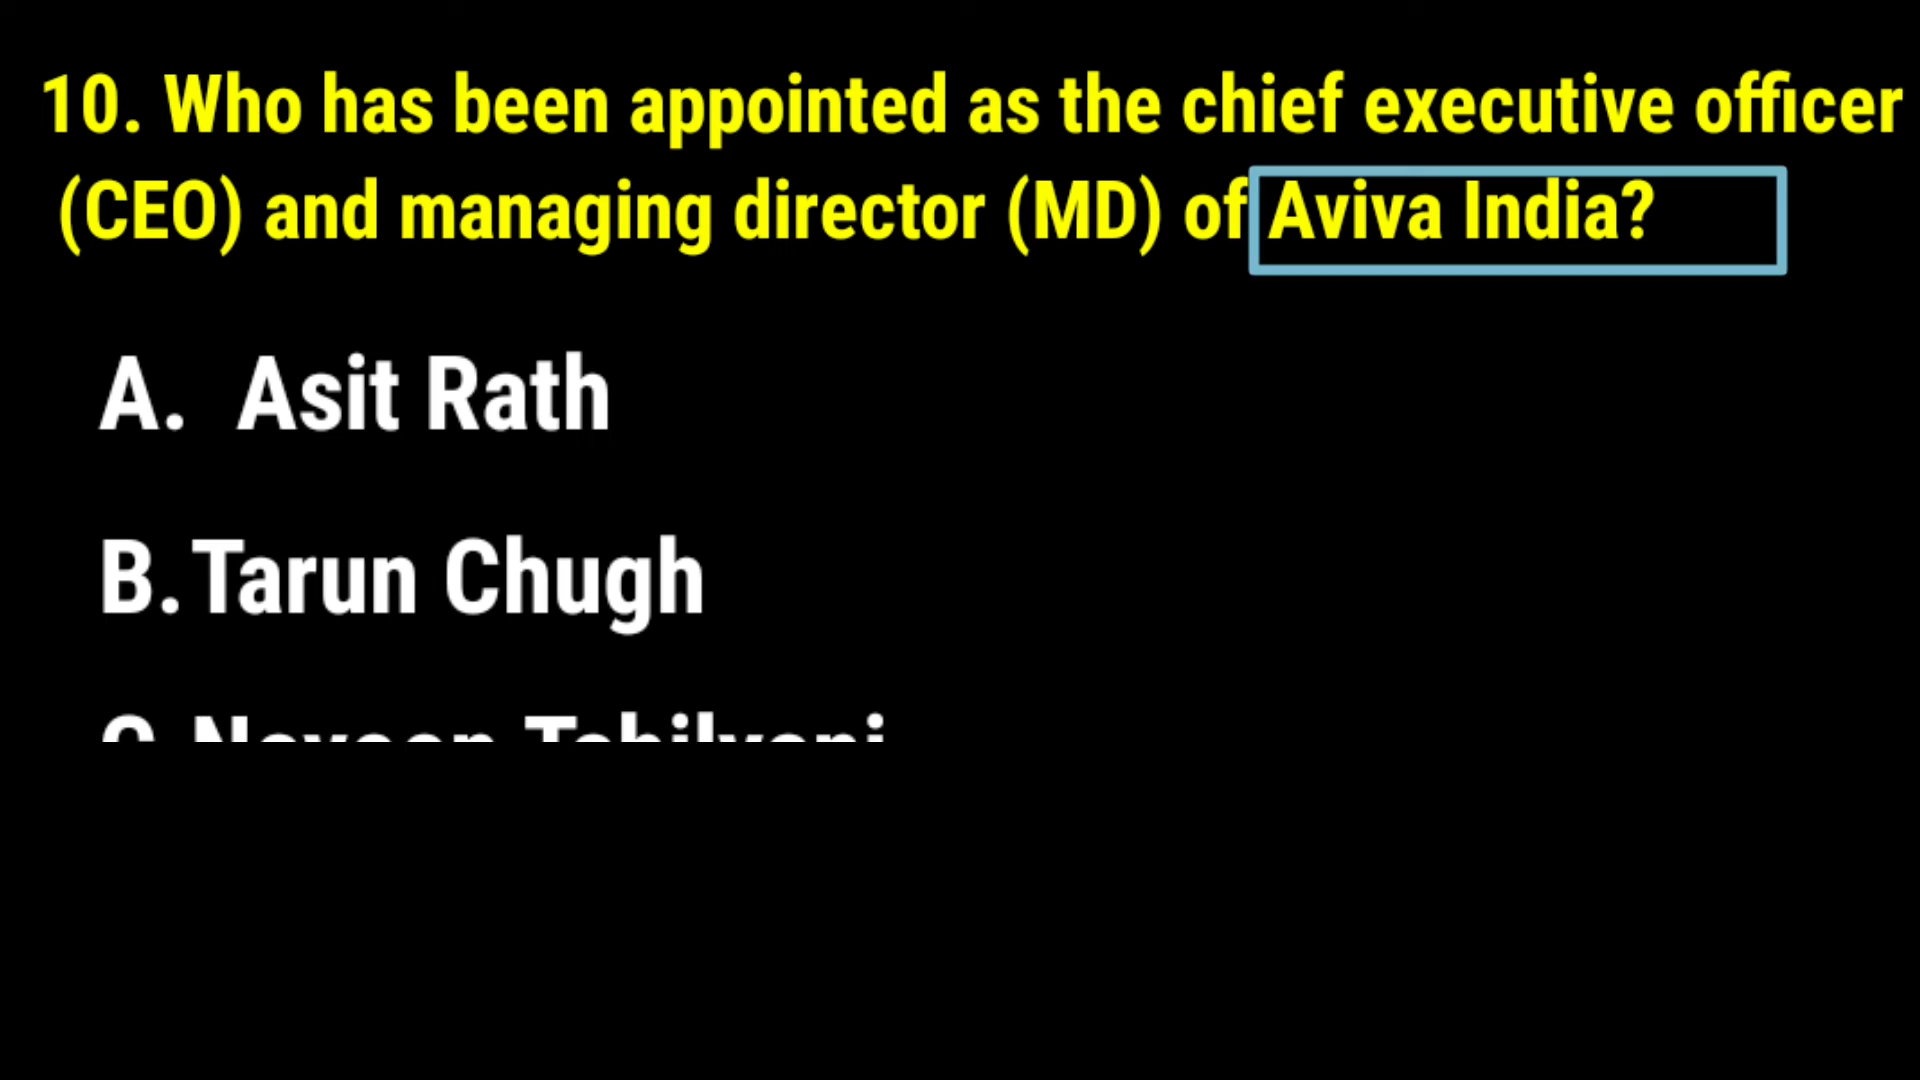 10. Who has been appointed as the chief executive officer
(CEO) and managing director (MD) of Aviva India?
A. Asit Rath
B. Tarun Chugh